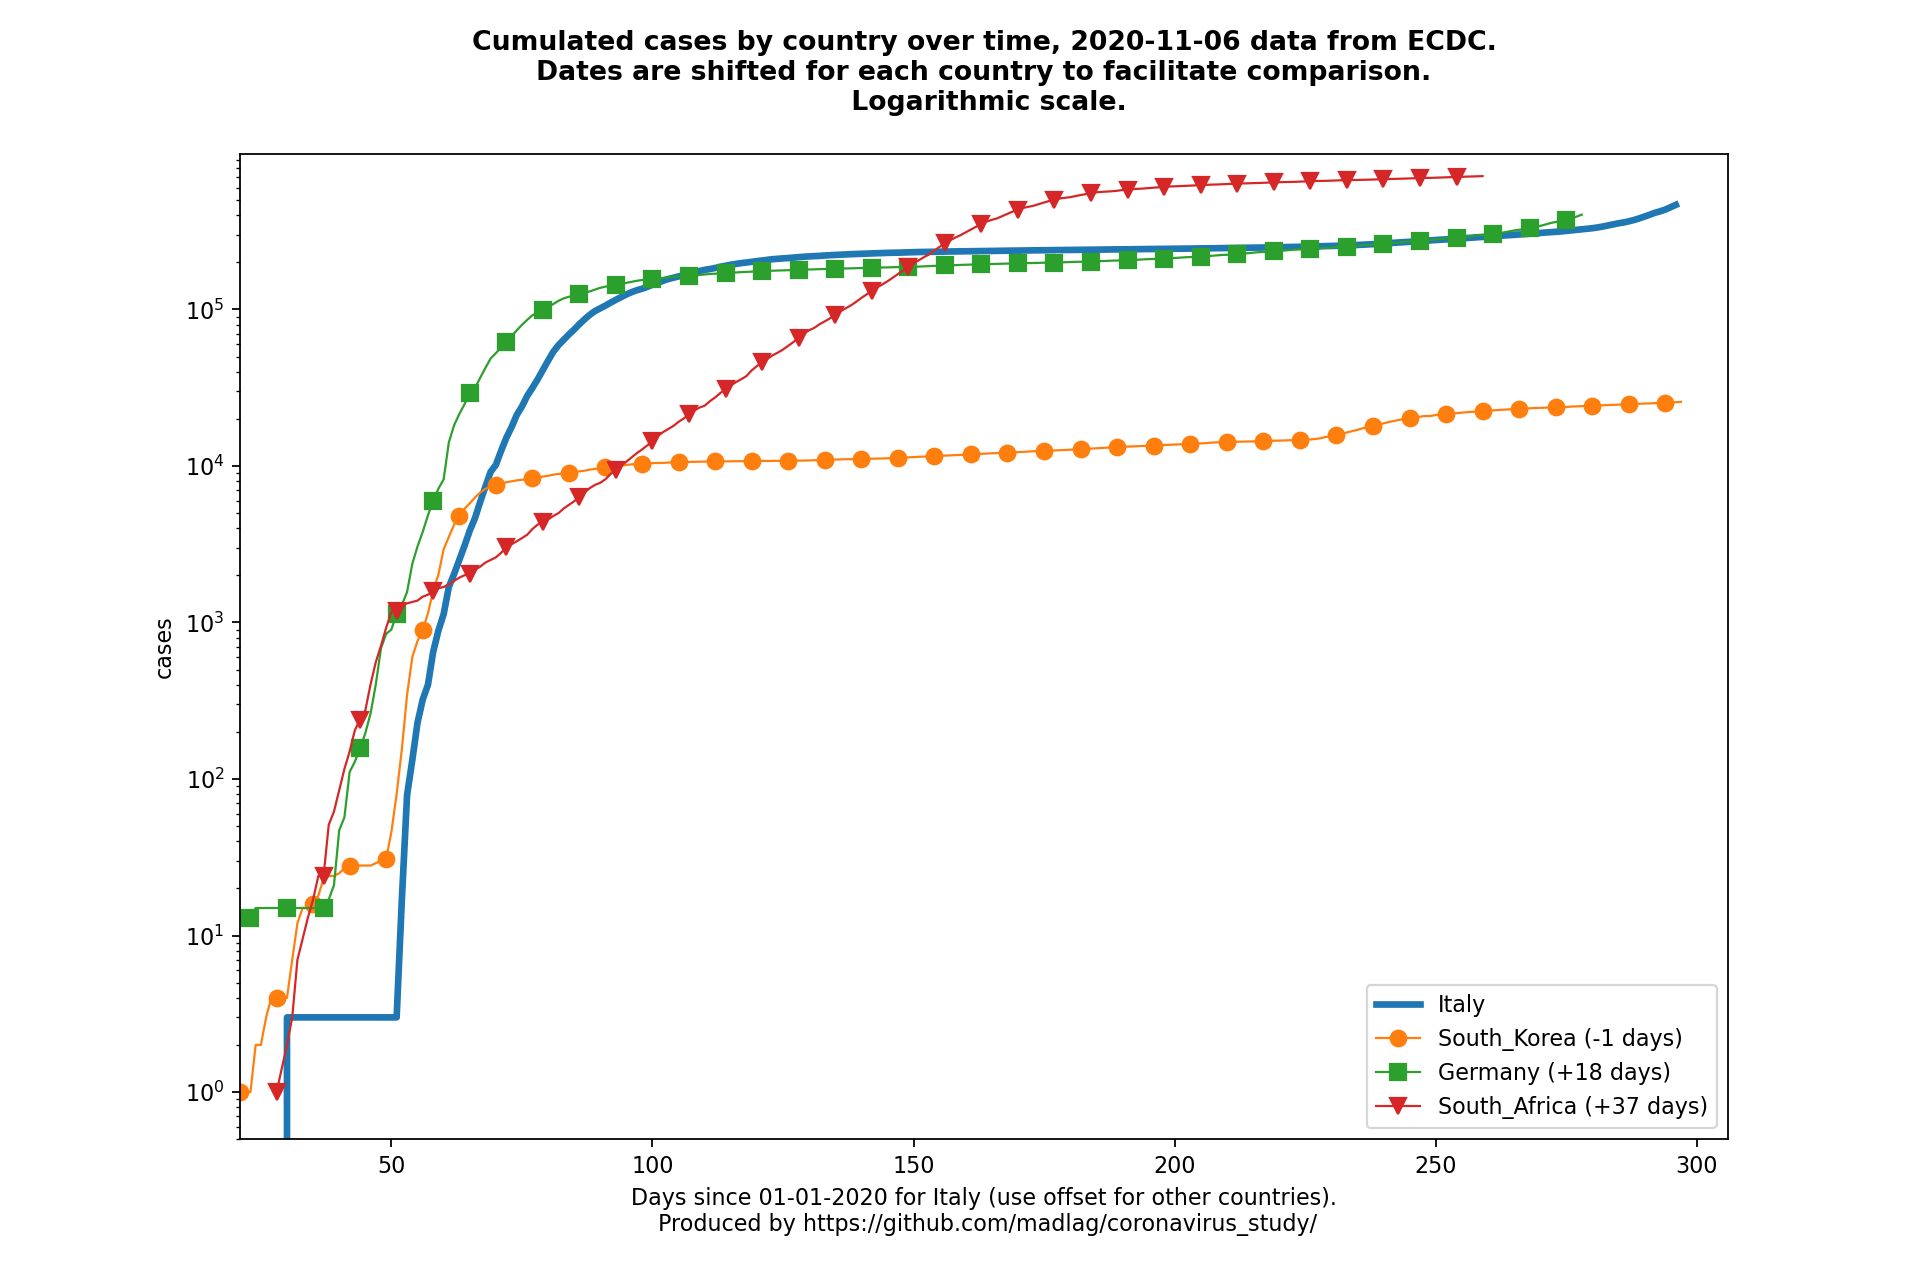 Cumulated cases by country over time, 2020-11-06 data from ECDC.
Dates are shifted for each country to facilitate comparison.
Logarithmic scale.
cases
10^5
10^4
10^3
10^2
10^1
10^0
50 100 150 200 250 300
Italy
South_Korea (-1 days)
Germany (+18 days)
South_Africa (+37 days)
Days since 01-01-2020 for Italy (use offset for other countries).
Produced by https://github.com/madlag/coronavirus_study/